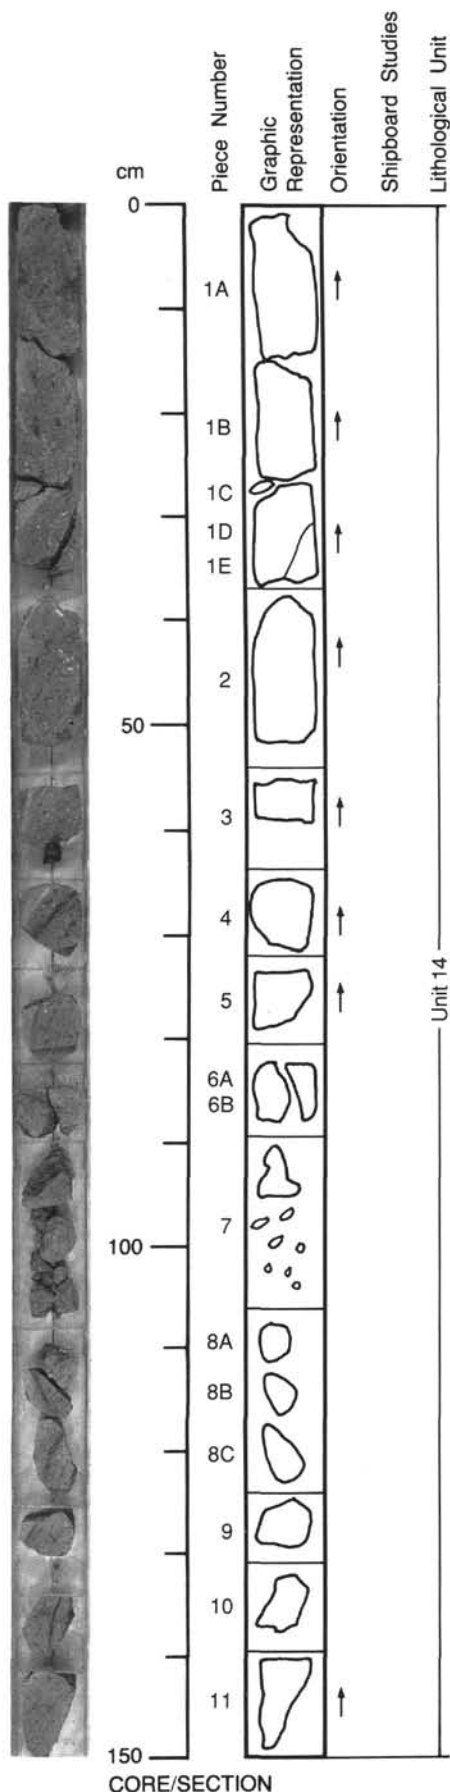 cm
Piece Number
Graphic
Representation
Orientation
Shipboard Studies
Lithological Unit
0
1A
1B
1C
1D
1E
2
50
3
4
5
Unit 14
6A
6B
7
100
8A
8B
8C
9
10
11
150
CORE/SECTION